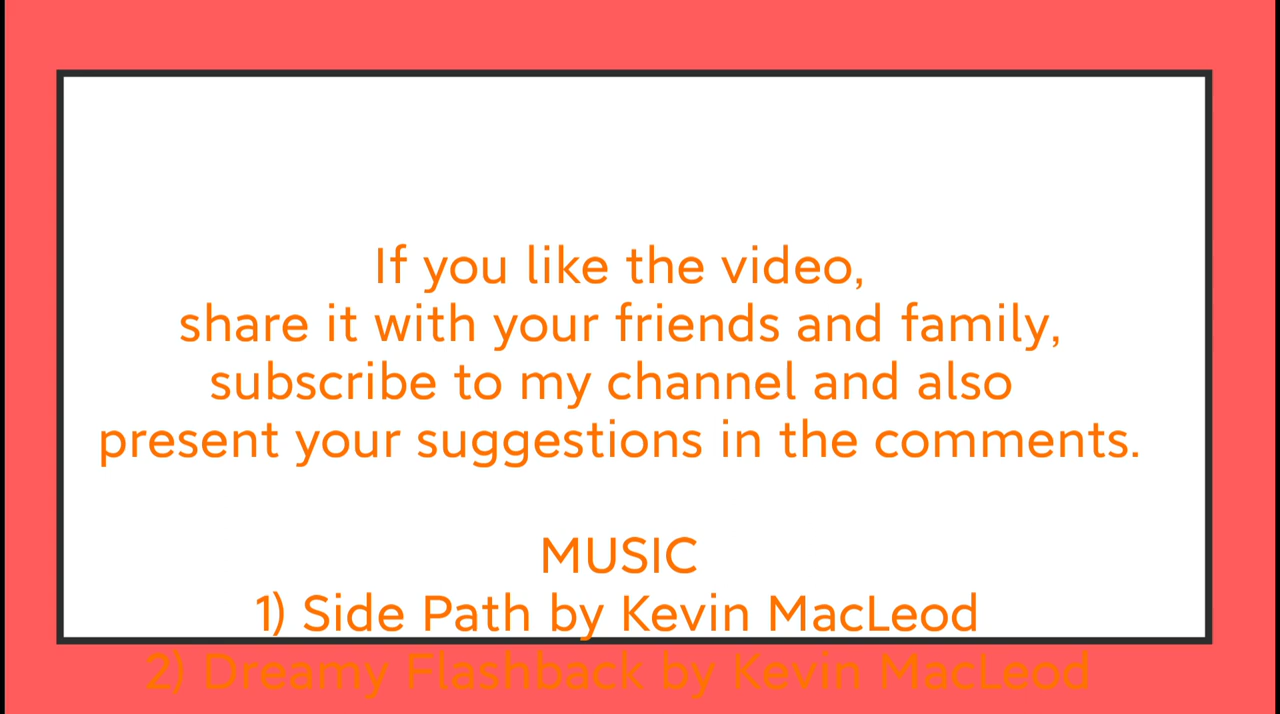 If you like the video,
share it with your friends and family,
subscribe to my channel and also
present your suggestions in the comments.
MUSIC
1) Side Path by Kevin MacLeod
2) Dreamy Flashback by Kevin MacLeod